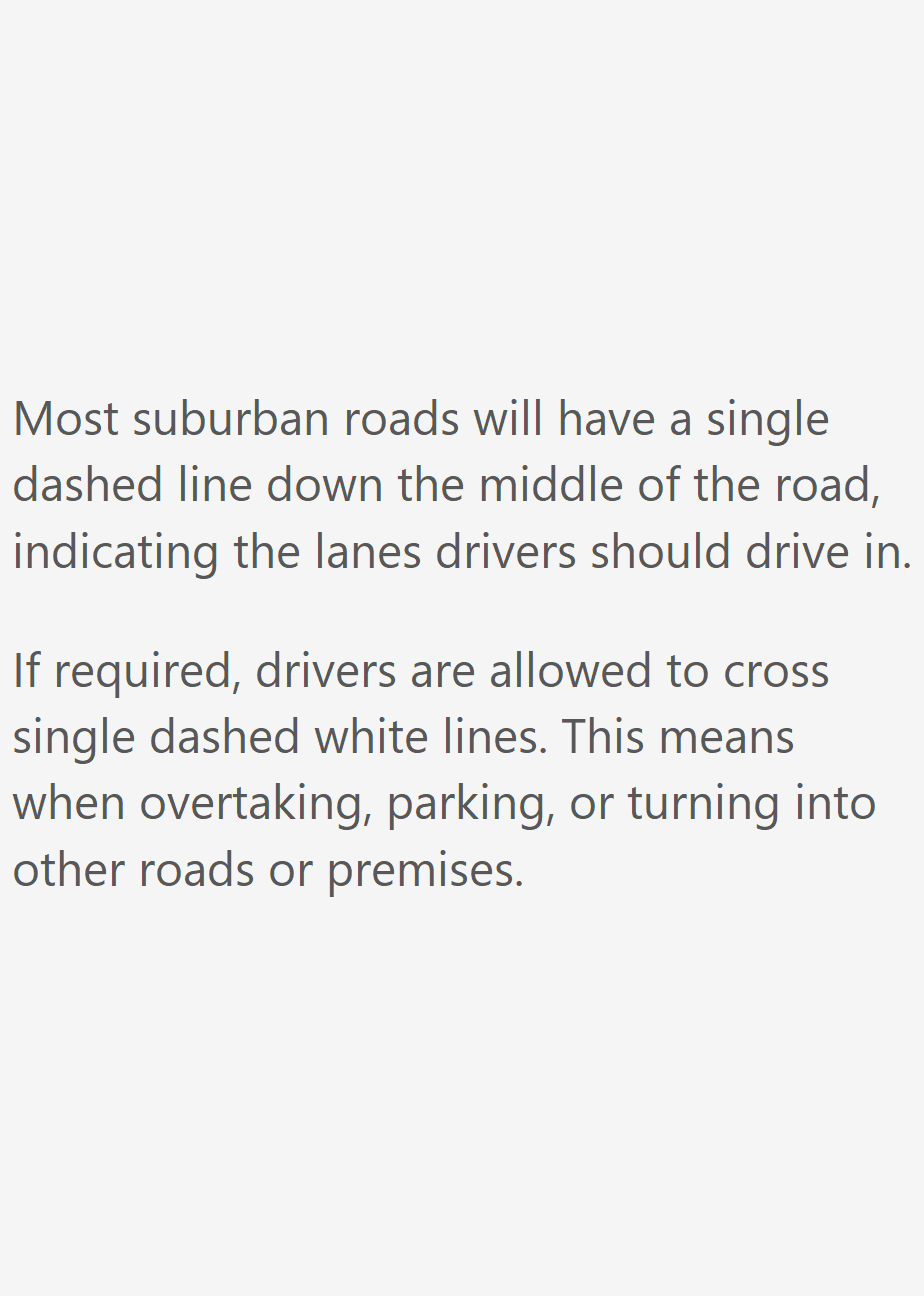 Most suburban roads will have a single
dashed line down the middle of the road,
indicating the lanes drivers should drive in.
If required, drivers are allowed to cross
single dashed white lines. This means
when overtaking, parking, or turning into
other roads or premises.